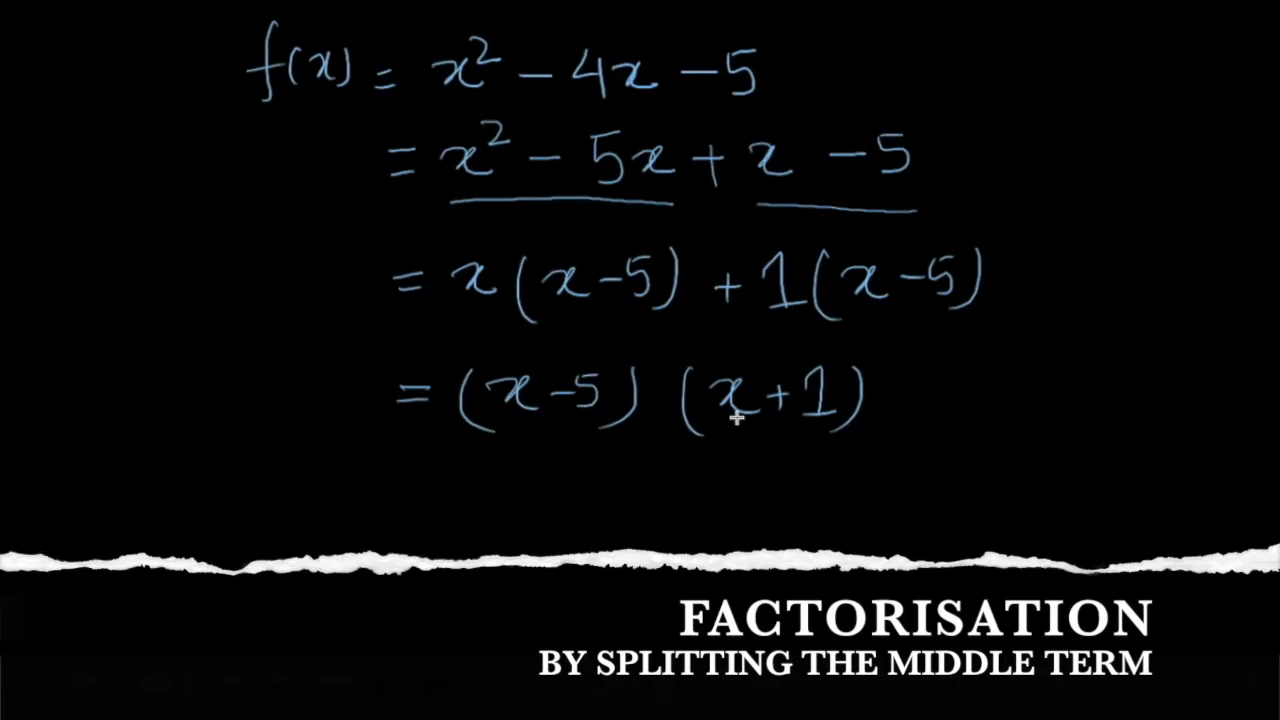 f(x) = x² - 4x - 5
= x² - 5x + x - 5
= x(x-5) + 1(x-5)
= (x-5) (x+1)
FACTORISATION
BY SPLITTING THE MIDDLE TERM